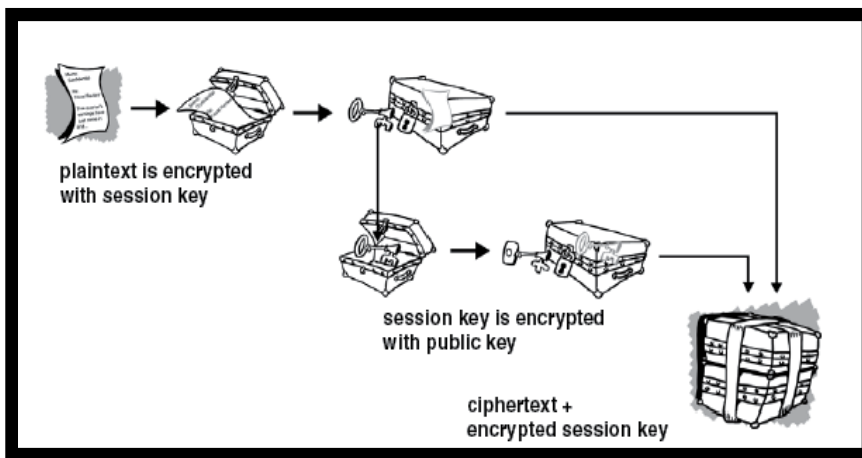 plaintext is encrypted
with session key
session key is encrypted
with public key
ciphertext +
encrypted session key